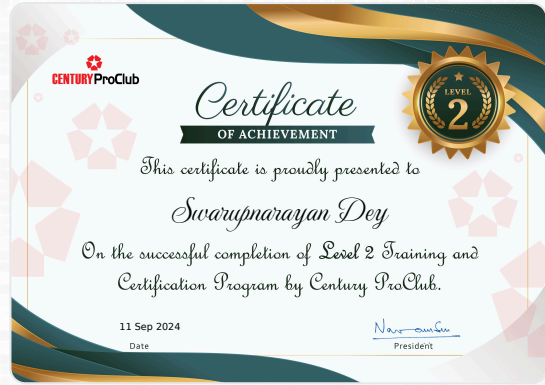 CENTURY ProClub
Certificate
OF ACHIEVEMENT
LEVEL
2
This certificate is proudly presented to
Swarupnarayan Dey
On the successful completion of Level 2 Training and
Certification Program by Century ProClub.
11 Sep 2024
Date
President